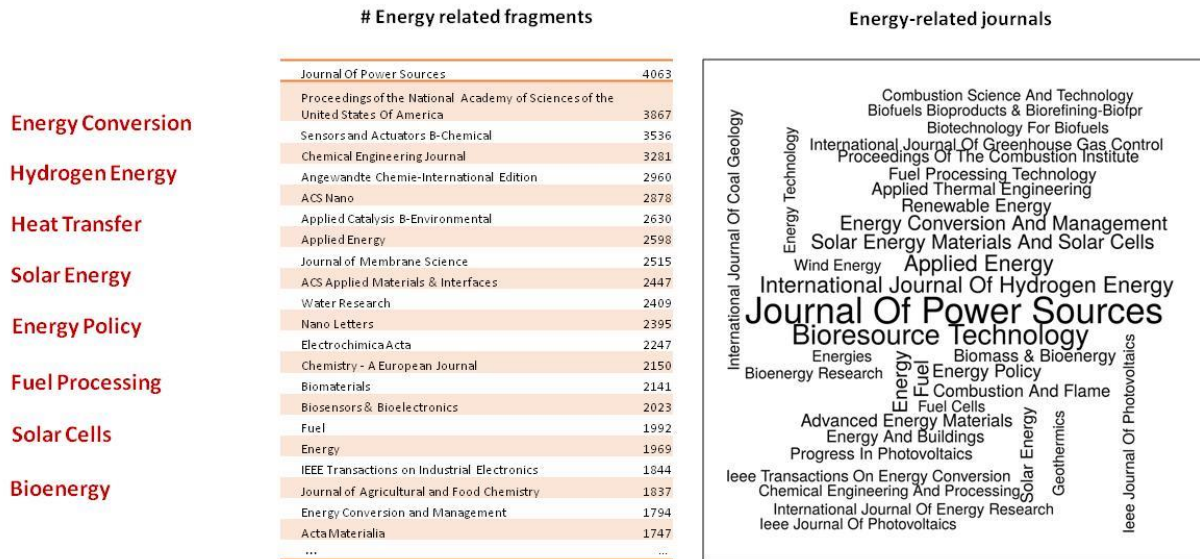 # Energy related fragments
Energy-related journals
Energy Conversion
Hydrogen Energy
Heat Transfer
Solar Energy
Energy Policy
Fuel Processing
Solar Cells
Bioenergy
Journal Of Power Sources 4063
Proceedings of the National Academy of Sciences of the
United States Of America 3867
Sensors and Actuators B-Chemical 3536
Chemical Engineering Journal 3281
Angewandte Chemie-International Edition 2960
ACS Nano 2878
Applied Catalysis B-Environmental 2630
Applied Energy 2598
Journal of Membrane Science 2515
ACS Applied Materials & Interfaces 2447
Water Research 2409
Nano Letters 2395
Electrochimica Acta 2247
Chemistry - A European Journal 2150
Biomaterials 2141
Biosensors & Bioelectronics 2023
Fuel 1992
Energy 1969
IEEE Transactions on Industrial Electronics 1844
Journal of Agricultural and Food Chemistry 1837
Energy Conversion and Management 1794
Acta Materialia 1747
... ...
Combustion Science And Technology
Biofuels Bioproducts & Biorefining-Biofpr
Biotechnology For Biofuels
International Journal Of Greenhouse Gas Control
Proceedings Of The Combustion Institute
Fuel Processing Technology
Applied Thermal Engineering
Renewable Energy
Energy Conversion And Management
Solar Energy Materials And Solar Cells
International Journal Of Coal Geology
Energy Technology
Wind Energy
Applied Energy
International Journal Of Hydrogen Energy
Journal Of Power Sources
Bioresource Technology
Energies
Biomass & Bioenergy
Bioenergy Research
Energy
Fuel
Energy Policy
Combustion And Flame
Fuel Cells
Advanced Energy Materials
Energy And Buildings
Progress In Photovoltaics
Solar Energy
Geothermics
Ieee Journal Of Photovoltaics
Ieee Transactions On Energy Conversion
Chemical Engineering And Processing
International Journal Of Energy Research
Ieee Journal Of Photovoltaics